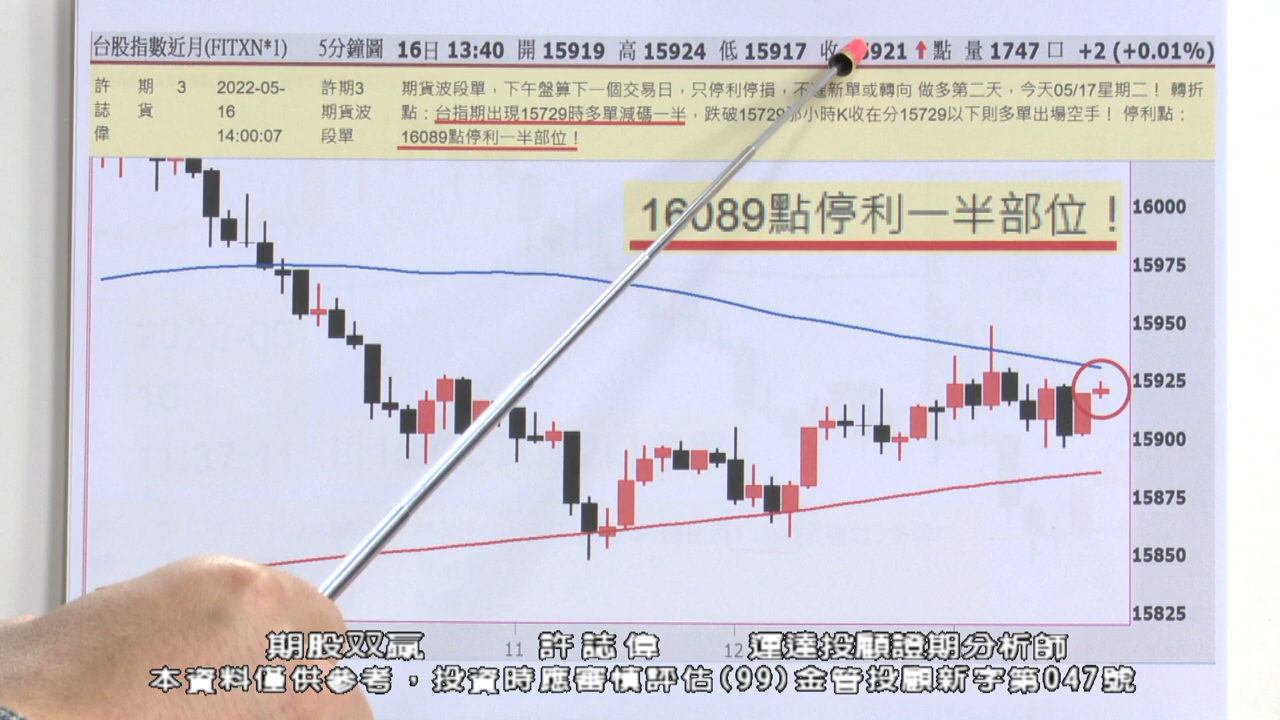 台股指數近月(FITXN*1) 5分鐘圖 16日 13:40 開 15919 高 15924 低 15917 收 5921 ↑ 點 量 1747 口 +2 (+0.01%)
許 期 3 2022-05- 許期3 期貨波段單，下午盤算下一個交易日，只停利停損，不進新單或轉向 做多第二天，今天05/17星期二！ 轉折
誌 貨 16 期貨波 點：台指期出現15729時多單減碼一半，跌破15729那小時K收在分15729以下則多單出場空手！ 停利點：
偉 14:00:07 段單 16089點停利一半部位！
16089點停利一半部位！
16000
15975
15950
15925
15900
15875
15850
15825
11 12
期股双贏 許誌偉 運達投顧證期分析師
本資料僅供參考，投資時應審慎評估(99)金管投顧新字第047號